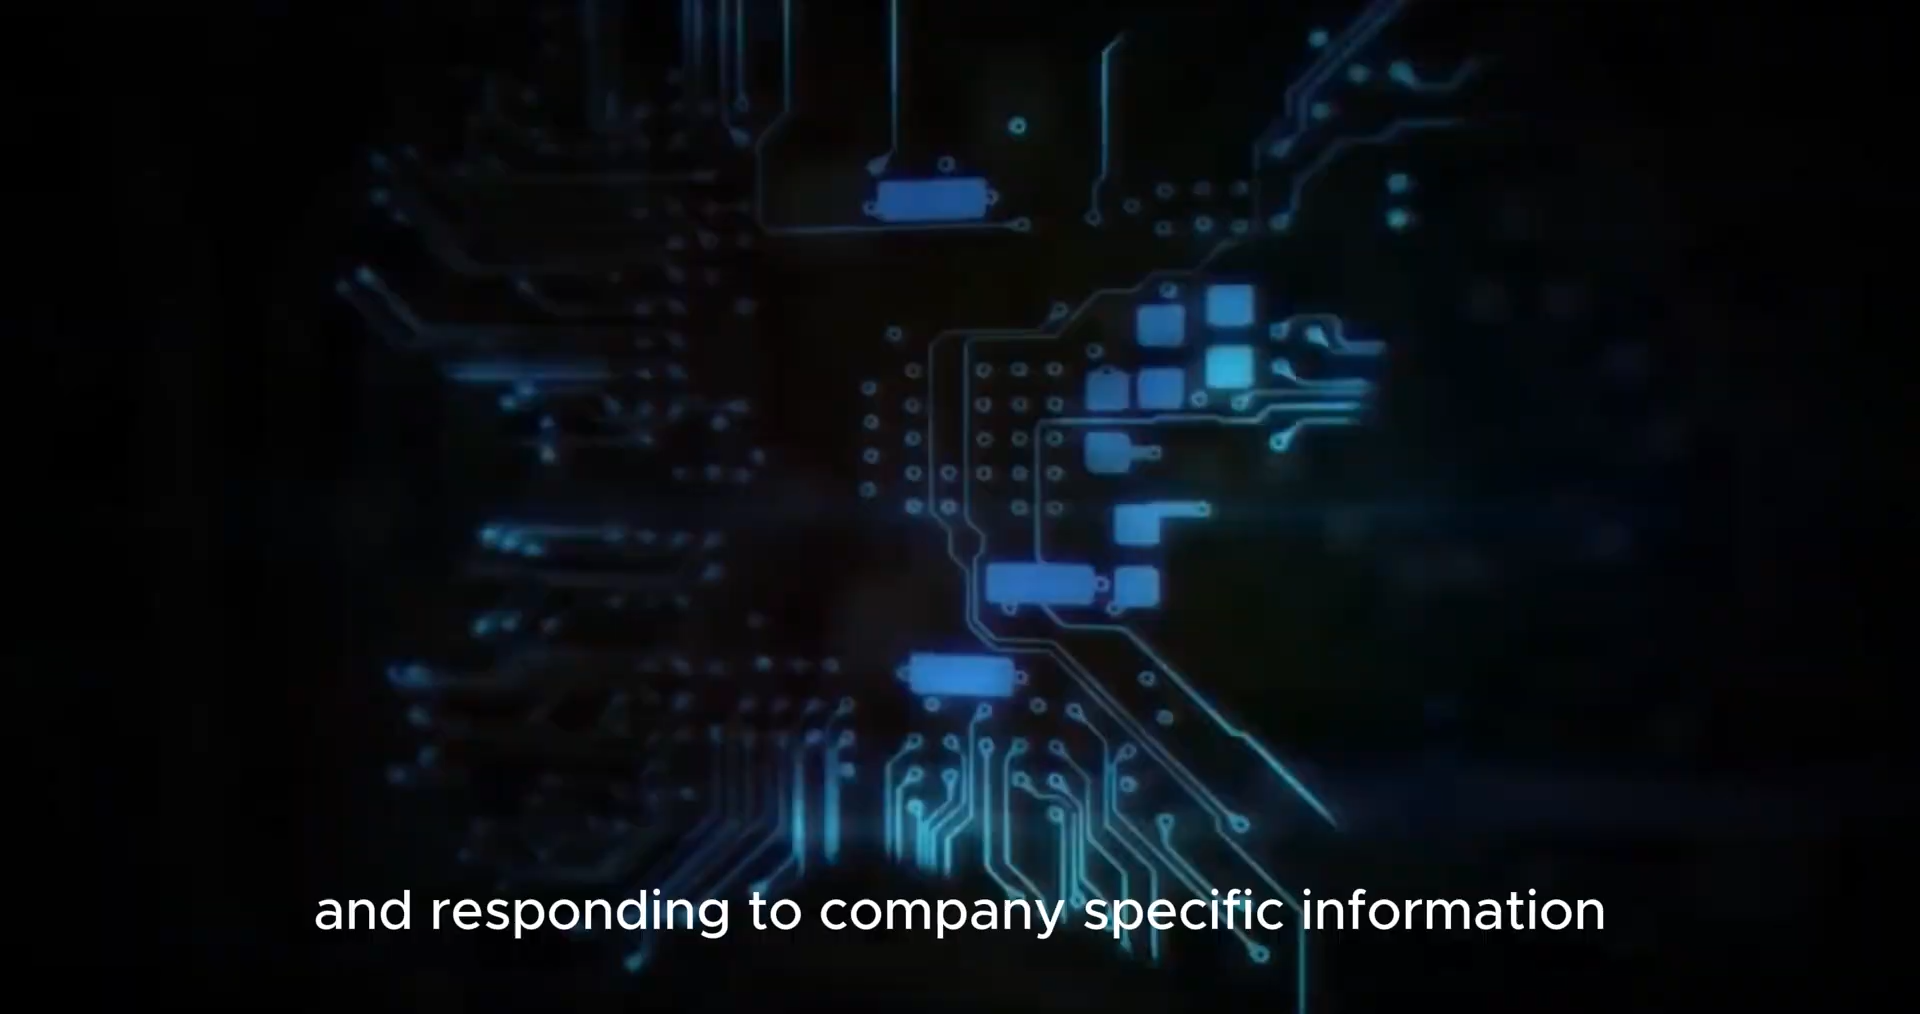 and responding to company specific information